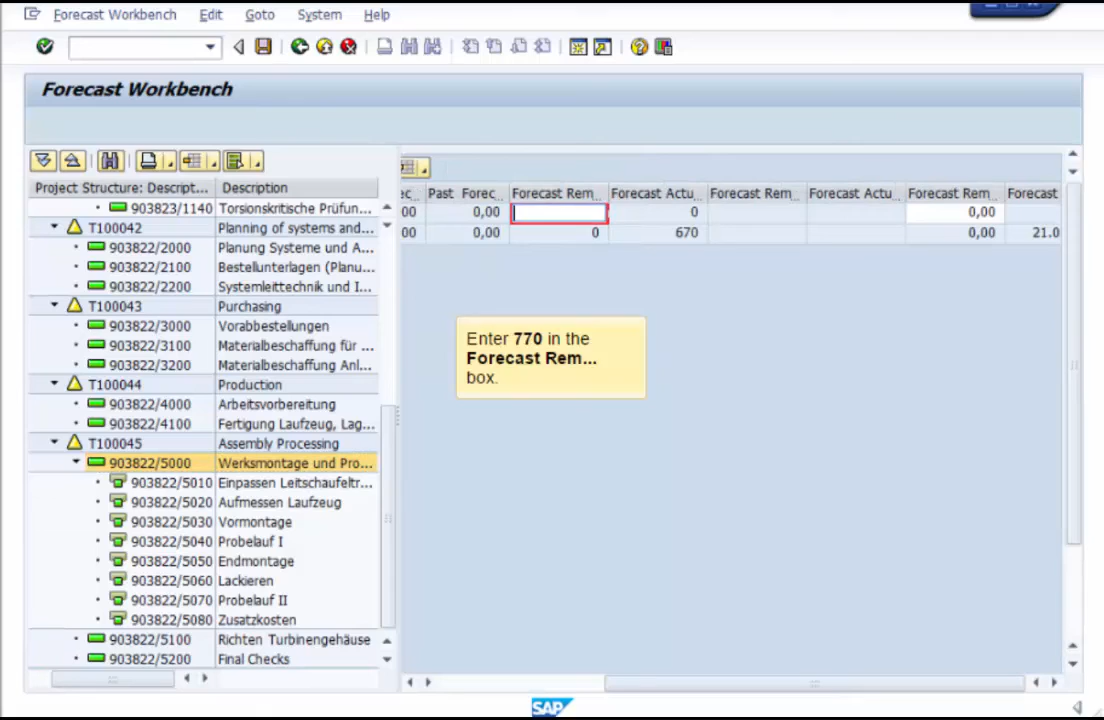 Forecast Workbench Edit Goto System Help
Forecast Workbench
Project Structure: Descript... Description
903823/1140 Torsionskritische Prüfun...
T100042 Planning of systems and...
903822/2000 Planung Systeme und A...
903822/2100 Bestellunterlagen (Planu...
903822/2200 Systemleittechnik und I...
T100043 Purchasing
903822/3000 Vorabbestellungen
903822/3100 Materialbeschaffung für ...
903822/3200 Materialbeschaffung Anl...
T100044 Production
903822/4000 Arbeitsvorbereitung
903822/4100 Fertigung Laufzeug, Lag...
T100045 Assembly Processing
903822/5000 Werksmontage und Pro...
903822/5010 Einpassen Leitschaufeltr...
903822/5020 Aufmessen Laufzeug
903822/5030 Vormontage
903822/5040 Probelauf I
903822/5050 Endmontage
903822/5060 Lackieren
903822/5070 Probelauf II
903822/5080 Zusatzkosten
903822/5100 Richten Turbinengehäuse
903822/5200 Final Checks
ec... Past Forec... Forecast Rem... Forecast Actu... Forecast Rem... Forecast Actu... Forecast Rem... Forecast
00 0,00 0 0,00
00 0,00 0 670 0,00 21.0
Enter 770 in the
Forecast Rem...
box.
SAP